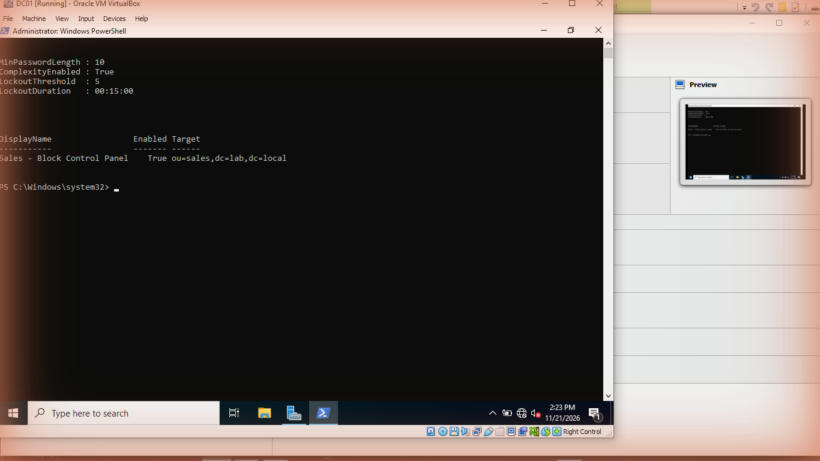 DC01 [Running] - Oracle VM VirtualBox
File Machine View Input Devices Help
Administrator: Windows PowerShell
MinPasswordLength : 10
ComplexityEnabled : True
LockoutThreshold : 5
LockoutDuration : 00:15:00
DisplayName Enabled Target
----------- ------- ------
Sales - Block Control Panel True ou=sales,dc=lab,dc=local
PS C:\Windows\system32>
Type here to search
2:23 PM
11/21/2026
1
Right Control
Preview